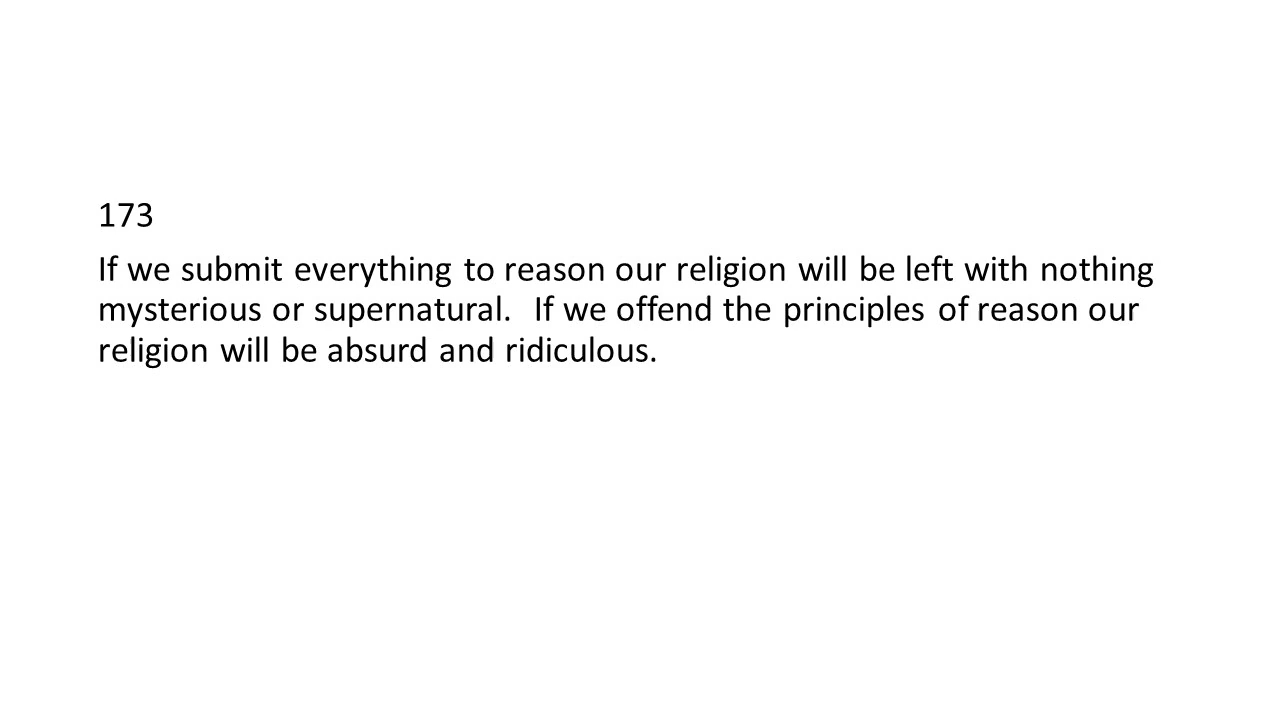 173
If we submit everything to reason our religion will be left with nothing
mysterious or supernatural.  If we offend the principles of reason our
religion will be absurd and ridiculous.